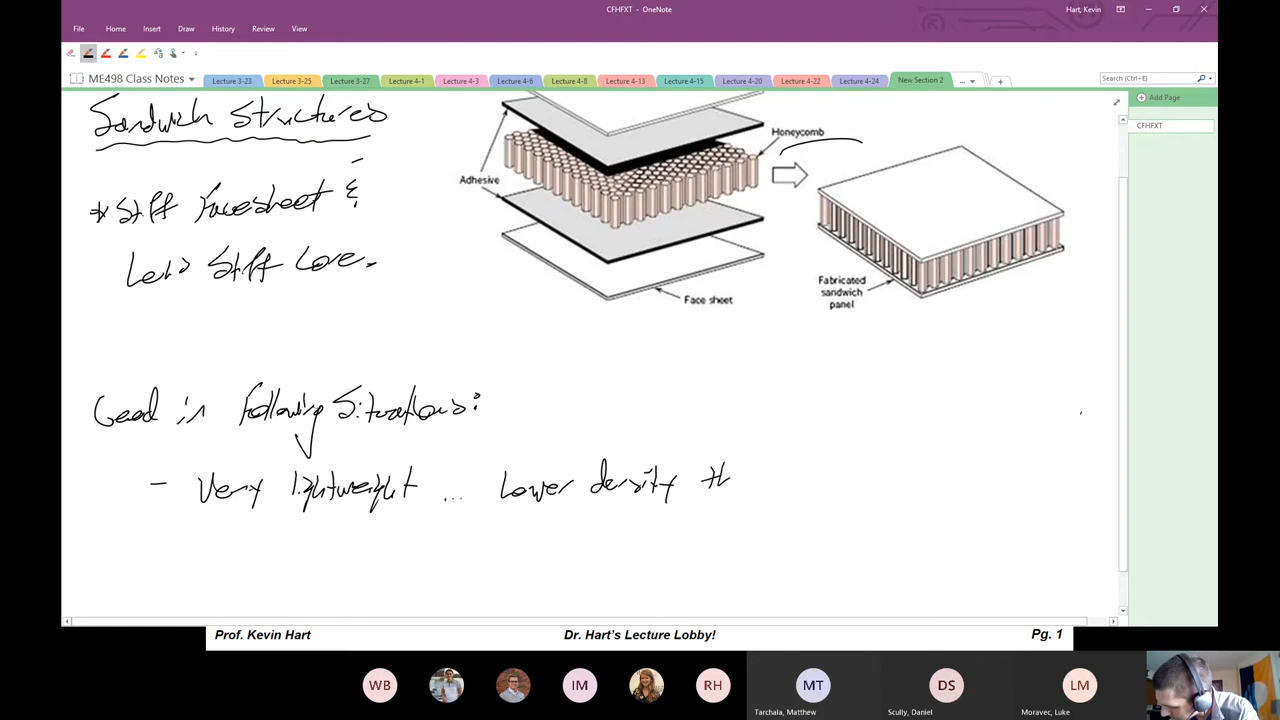 CFHFXT - OneNote
Hart, Kevin
File Home Insert Draw History Review View
ME498 Class Notes
Lecture 3-23 Lecture 3-25 Lecture 3-27 Lecture 4-1 Lecture 4-3 Lecture 4-6 Lecture 4-8 Lecture 4-13 Lecture 4-15 Lecture 4-20 Lecture 4-22 Lecture 4-24 New Section 2 ...
Search (Ctrl+E)
Add Page
CFHFXT
Sandwich Structures
* Stiff Facesheet &
Less Stiff Core.
Adhesive
Honeycomb
Face sheet
Fabricated
sandwich
panel
Good in Following Situations:
- Very lightweight ... Lower density th
Prof. Kevin Hart
Dr. Hart's Lecture Lobby!
Pg. 1
WB IM RH MT DS LM
Tarchala, Matthew
Scully, Daniel
Moravec, Luke